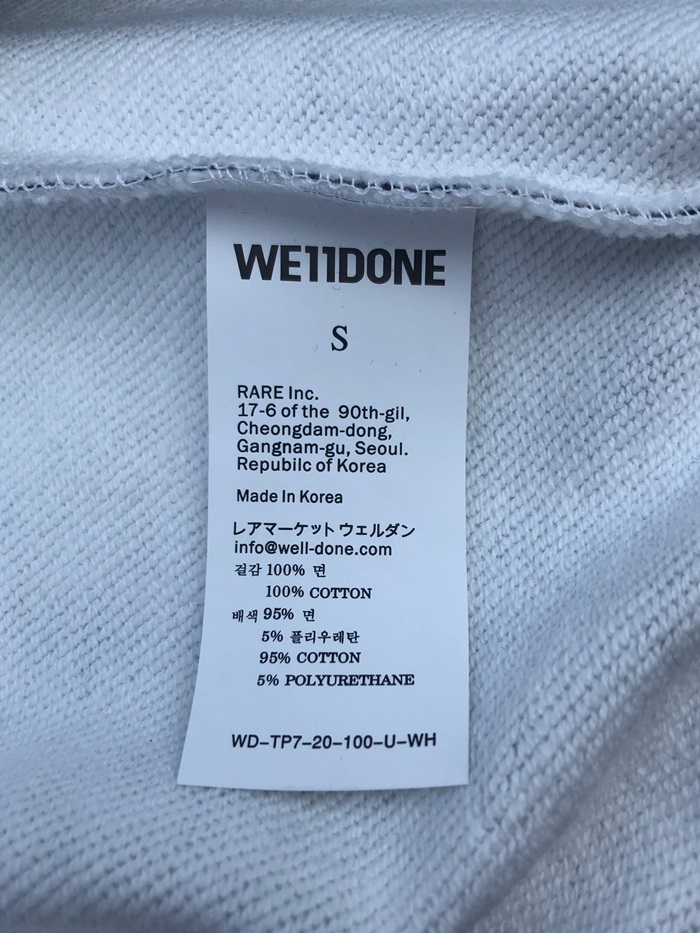 WE11DONE
S
RARE Inc.
17-6 of the 90th-gil,
Cheongdam-dong,
Gangnam-gu, Seoul.
Repubilc of Korea
Made In Korea
レアマーケット ウェルダン
info@well-done.com
걸감 100% 면
100% COTTON
배색 95% 면
5% 폴리우레탄
95% COTTON
5% POLYURETHANE
WD-TP7-20-100-U-WH